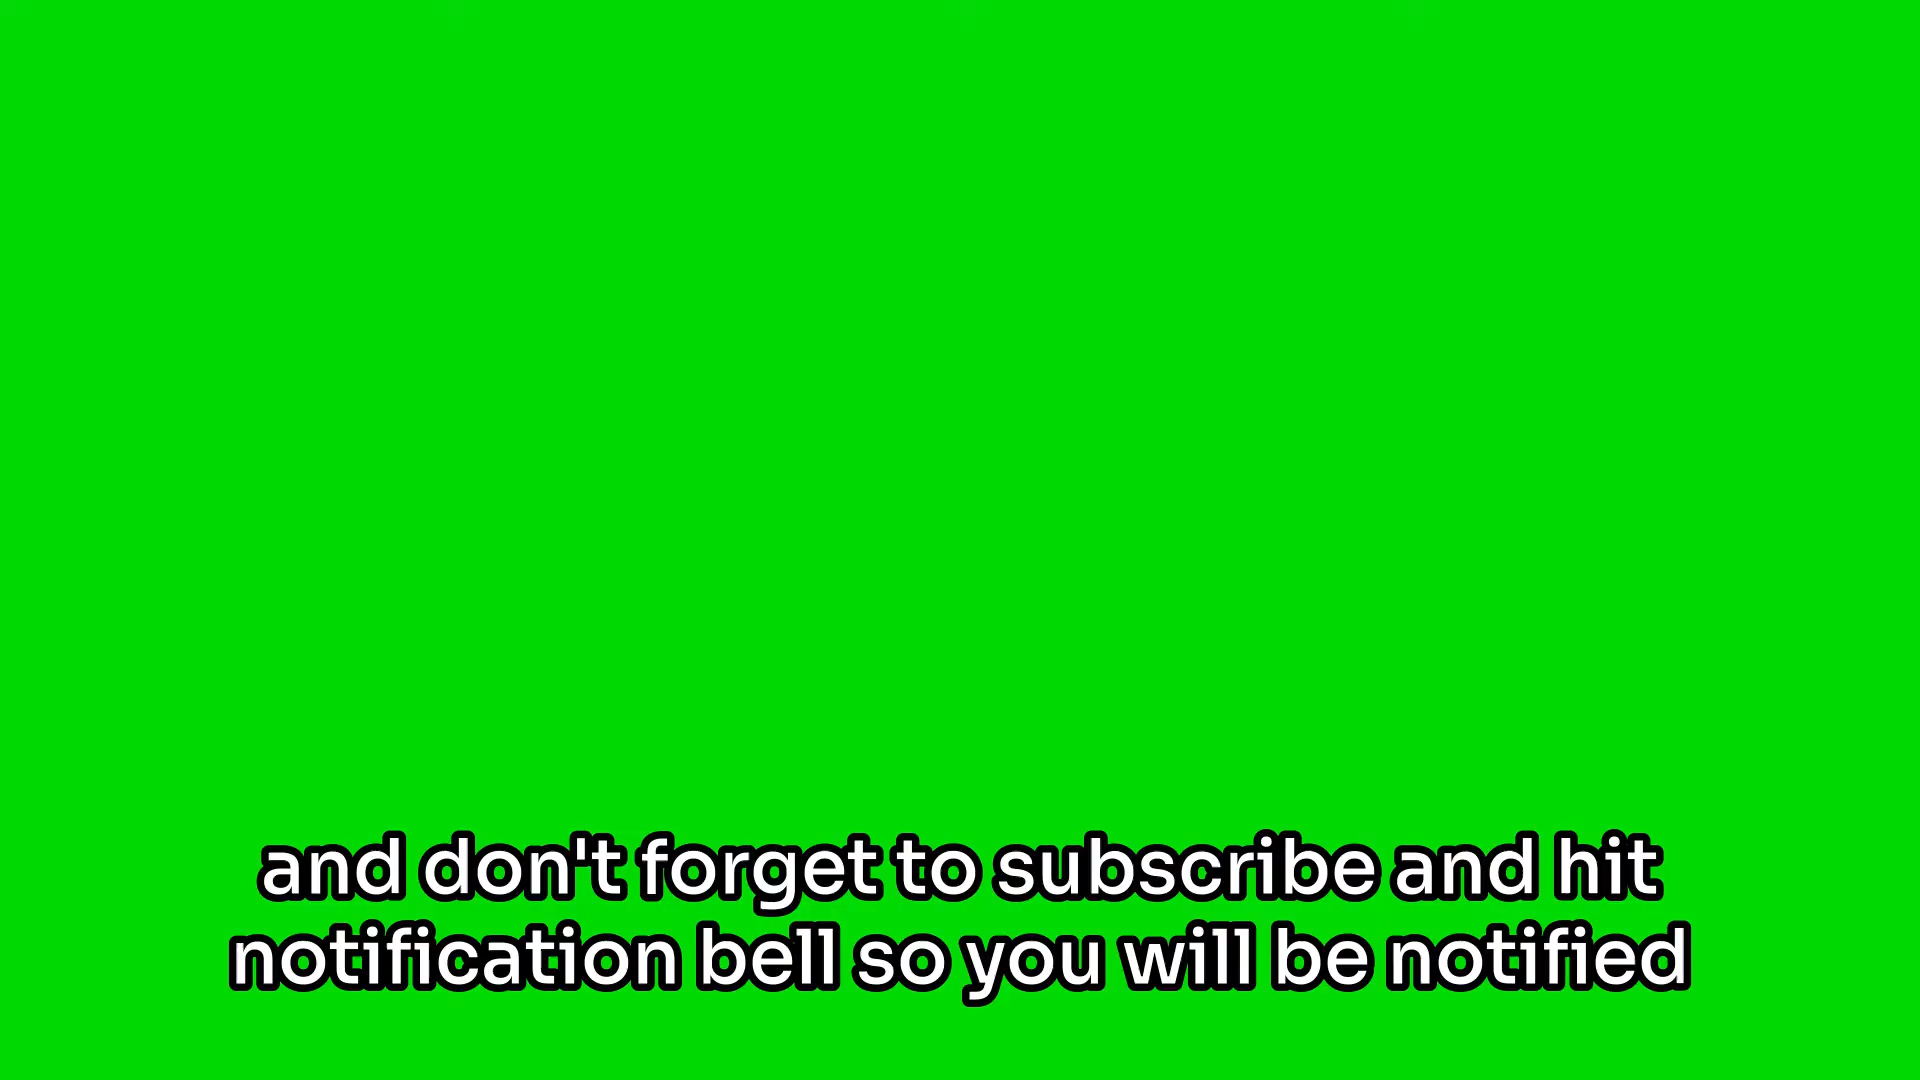 and don't forget to subscribe and hit
notification bell so you will be notified